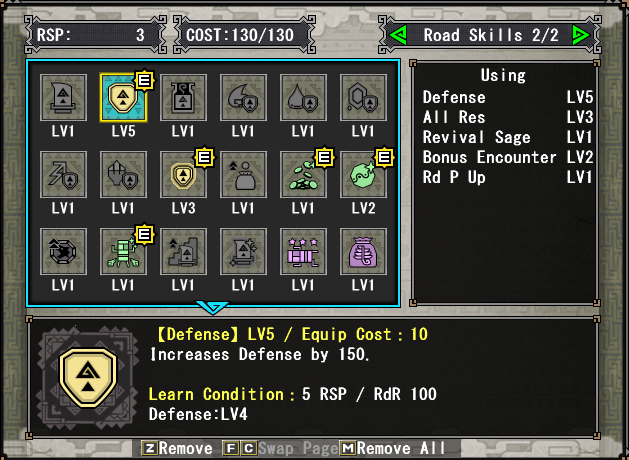 RSP: 3
COST:130/130
Road Skills 2/2
E
LV1 LV5 LV1 LV1 LV1 LV1
E E E
LV1 LV1 LV3 LV1 LV1 LV2
E
LV1 LV1 LV1 LV1 LV1 LV1
Using
Defense LV5
All Res LV3
Revival Sage LV1
Bonus Encounter LV2
Rd P Up LV1
【Defense】LV5 / Equip Cost : 10
Increases Defense by 150.
Learn Condition : 5 RSP / RdR 100
Defense:LV4
Z Remove F C Swap Page M Remove All